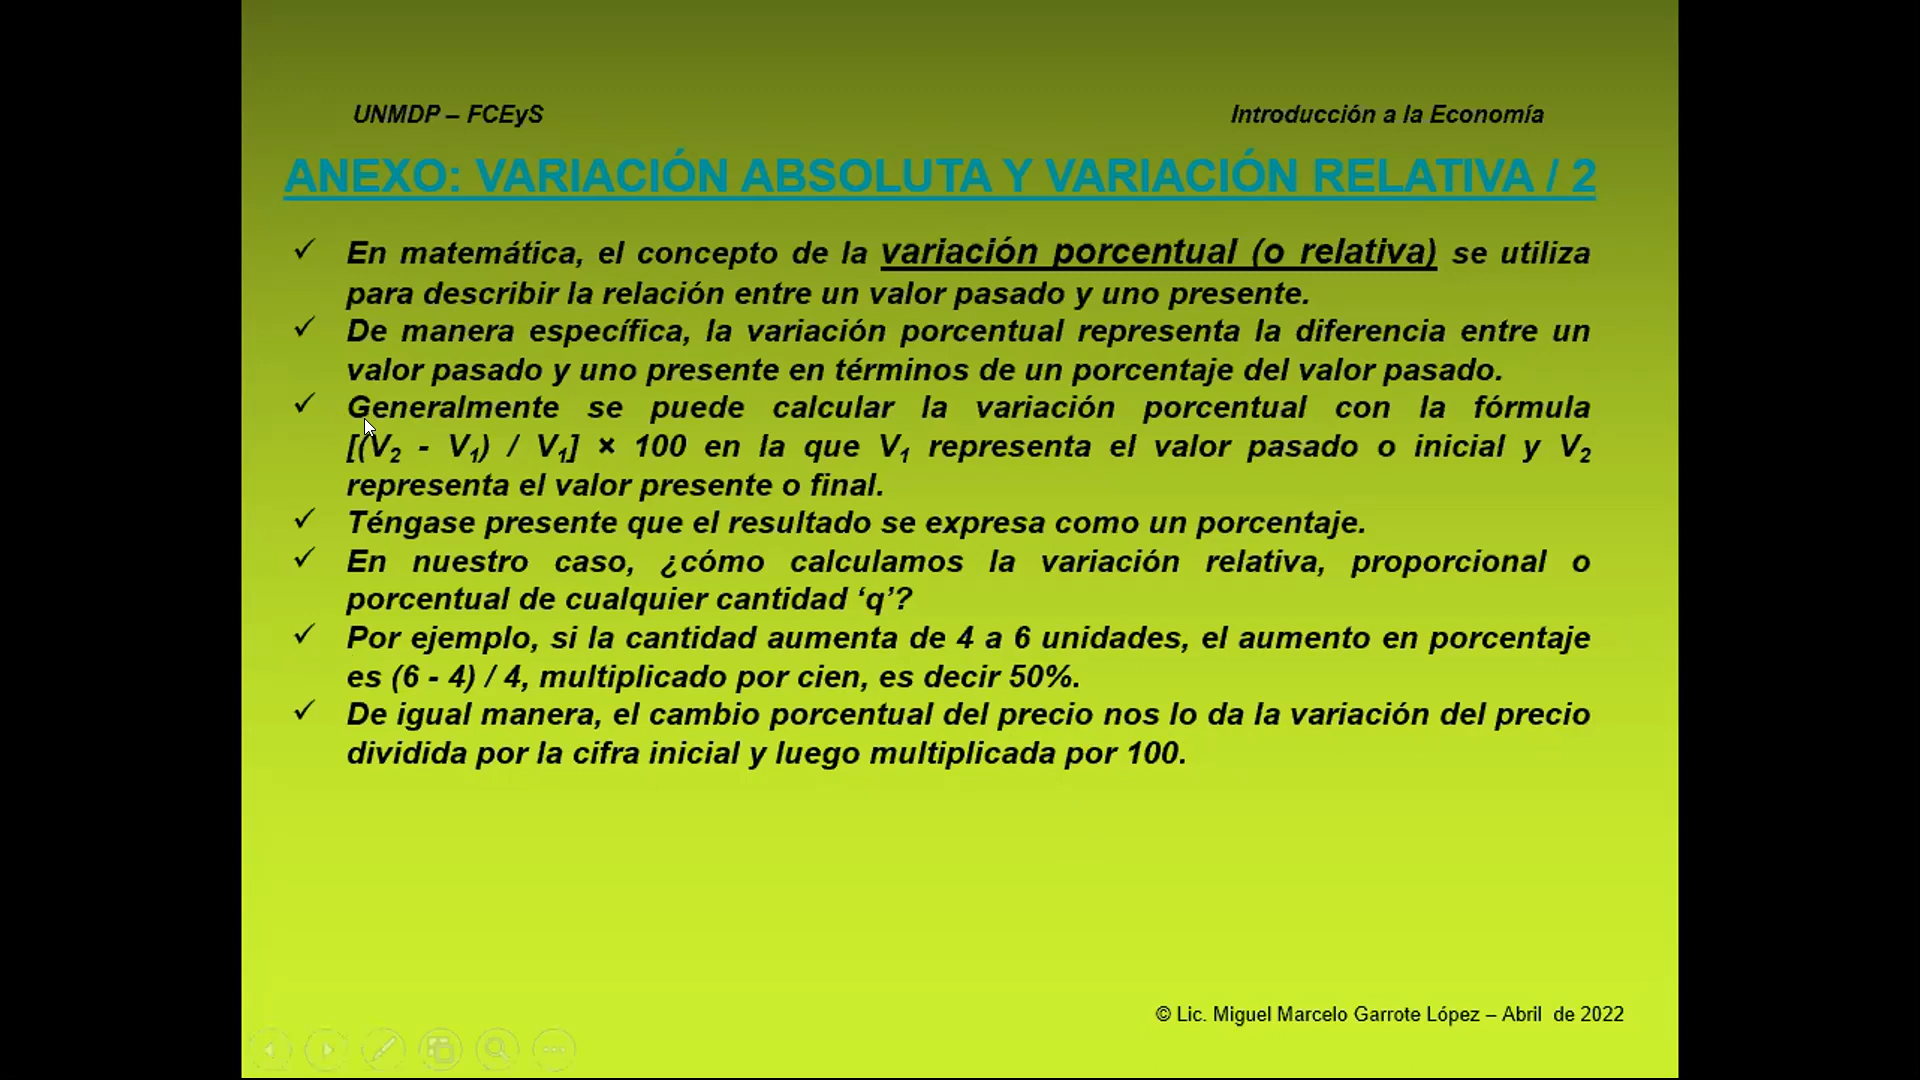 UNMDP – FCEyS
Introducción a la Economía
ANEXO: VARIACIÓN ABSOLUTA Y VARIACIÓN RELATIVA / 2
✓ En matemática, el concepto de la variación porcentual (o relativa) se utiliza
para describir la relación entre un valor pasado y uno presente.
✓ De manera específica, la variación porcentual representa la diferencia entre un
valor pasado y uno presente en términos de un porcentaje del valor pasado.
✓ Generalmente se puede calcular la variación porcentual con la fórmula
[(V₂ - V₁) / V₁] × 100 en la que V₁ representa el valor pasado o inicial y V₂
representa el valor presente o final.
✓ Téngase presente que el resultado se expresa como un porcentaje.
✓ En nuestro caso, ¿cómo calculamos la variación relativa, proporcional o
porcentual de cualquier cantidad ‘q’?
✓ Por ejemplo, si la cantidad aumenta de 4 a 6 unidades, el aumento en porcentaje
es (6 - 4) / 4, multiplicado por cien, es decir 50%.
✓ De igual manera, el cambio porcentual del precio nos lo da la variación del precio
dividida por la cifra inicial y luego multiplicada por 100.
© Lic. Miguel Marcelo Garrote López – Abril de 2022